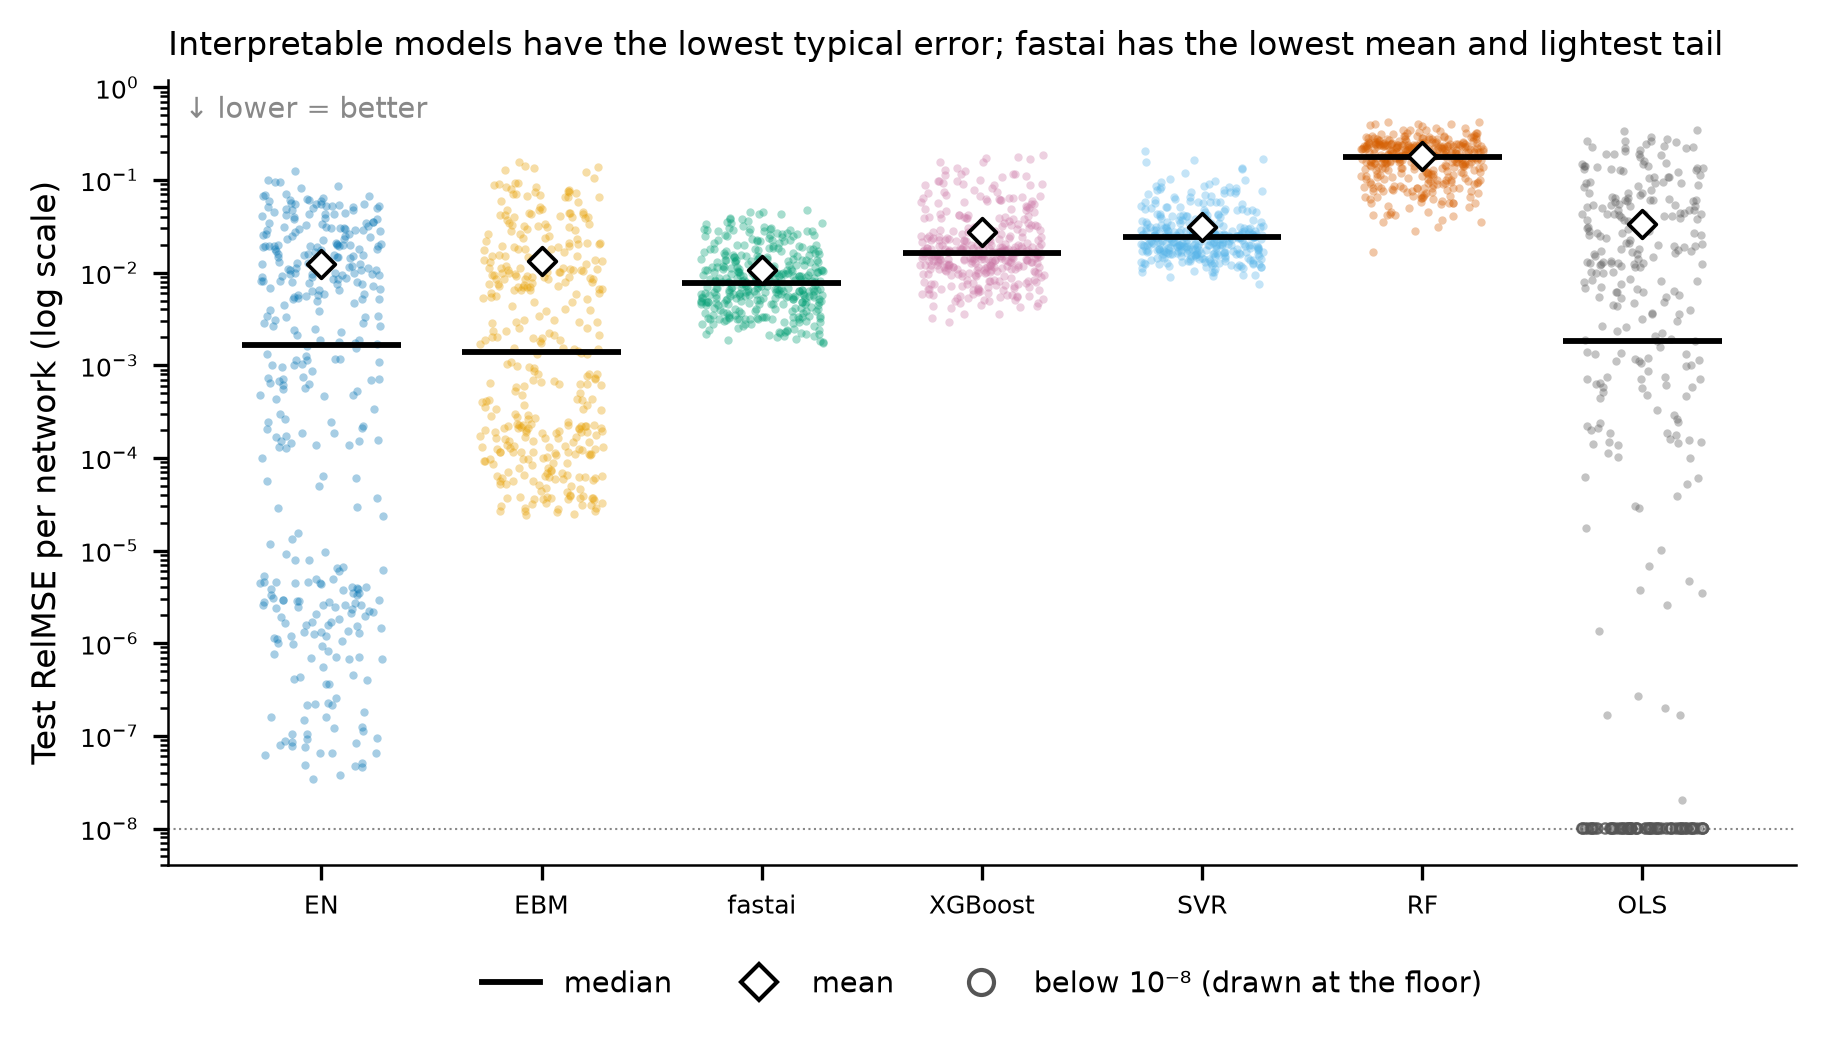 Interpretable models have the lowest typical error; fastai has the lowest mean and lightest tail
↓ lower = better
Test RelMSE per network (log scale)
10⁰
10⁻¹
10⁻²
10⁻³
10⁻⁴
10⁻⁵
10⁻⁶
10⁻⁷
10⁻⁸
EN EBM fastai XGBoost SVR RF OLS
median mean below 10⁻⁸ (drawn at the floor)